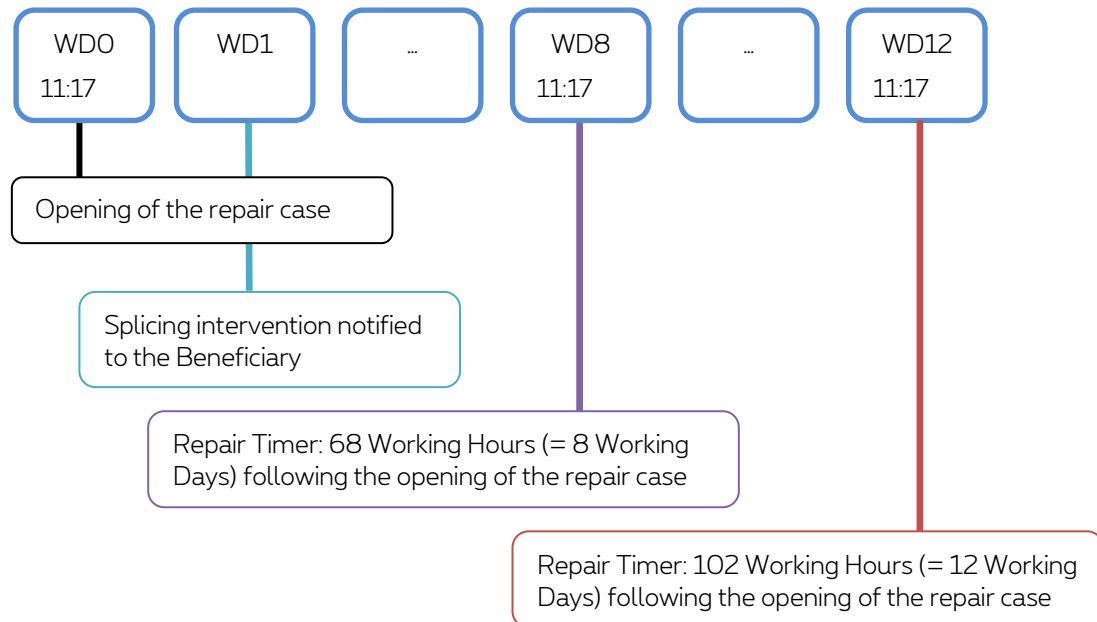 WD0
11:17
WD1
...
WD8
11:17
...
WD12
11:17
Opening of the repair case
Splicing intervention notified
to the Beneficiary
Repair Timer: 68 Working Hours (= 8 Working
Days) following the opening of the repair case
Repair Timer: 102 Working Hours (= 12 Working
Days) following the opening of the repair case